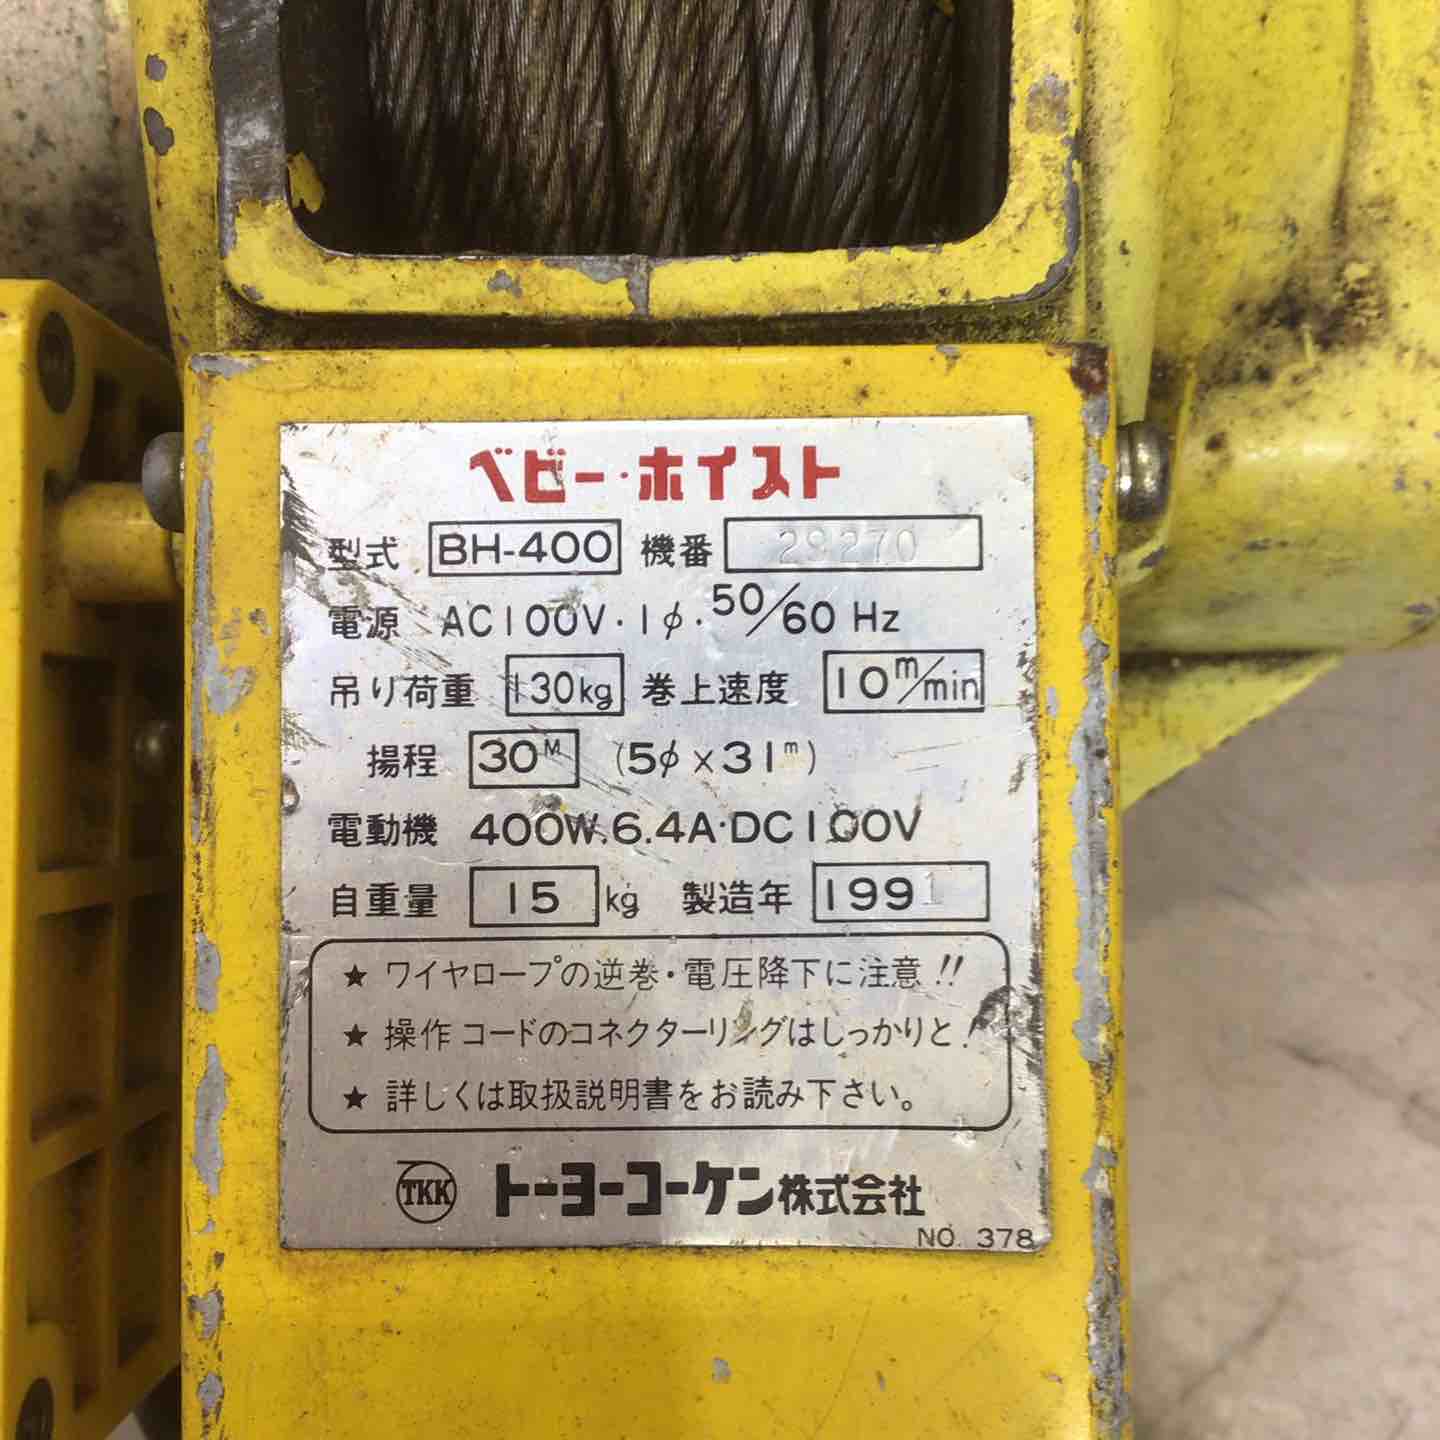 ベビー・ホイスト
型式 BH-400 機番 29270
電源 AC100V・1φ・50/60 Hz
吊り荷重 130kg 巻上速度 10m/min
揚程 30M (5φ×31m)
電動機 400W.6.4A・DC100V
自重量 15 kg 製造年 1991
★ ワイヤロープの逆巻・電圧降下に注意!!
★ 操作コードのコネクターリングはしっかりと!
★ 詳しくは取扱説明書をお読み下さい。
TKK トーヨーコーケン株式会社
NO. 378